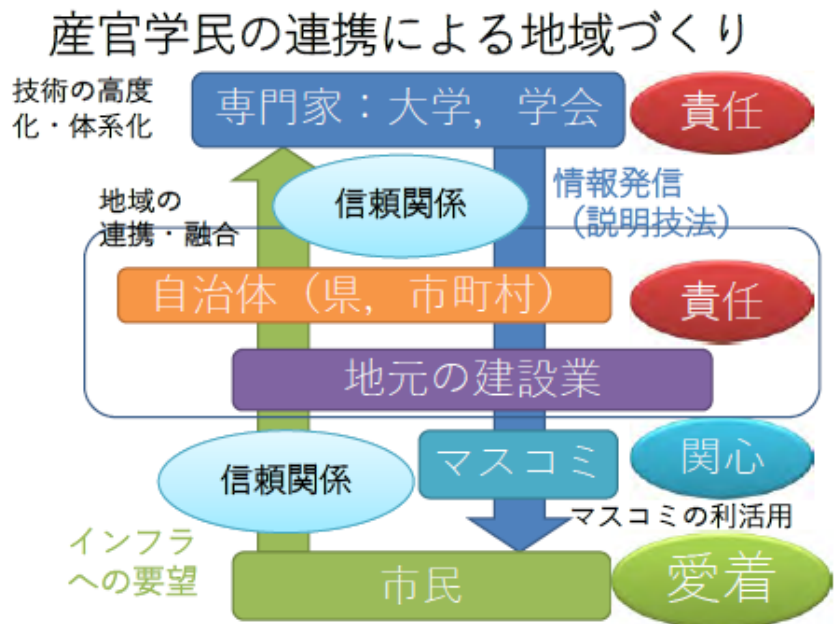 産官学民の連携による地域づくり
技術の高度
化・体系化
専門家：大学，学会
責任
信頼関係
情報発信
（説明技法）
地域の
連携・融合
自治体（県，市町村）
責任
地元の建設業
信頼関係
マスコミ
関心
マスコミの利活用
インフラ
への要望
市民
愛着